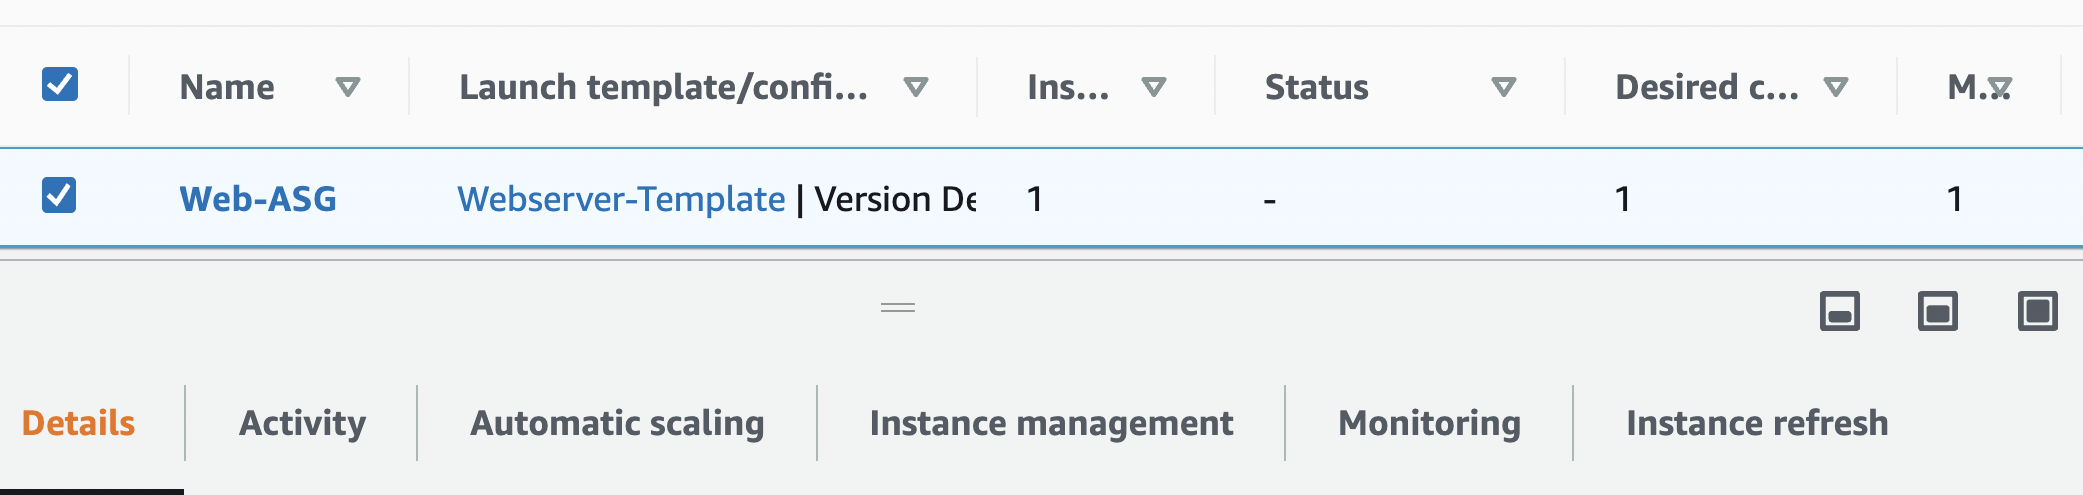 Name Launch template/confi... Ins... Status Desired c... M...
Web-ASG Webserver-Template | Version De 1 - 1 1
Details Activity Automatic scaling Instance management Monitoring Instance refresh